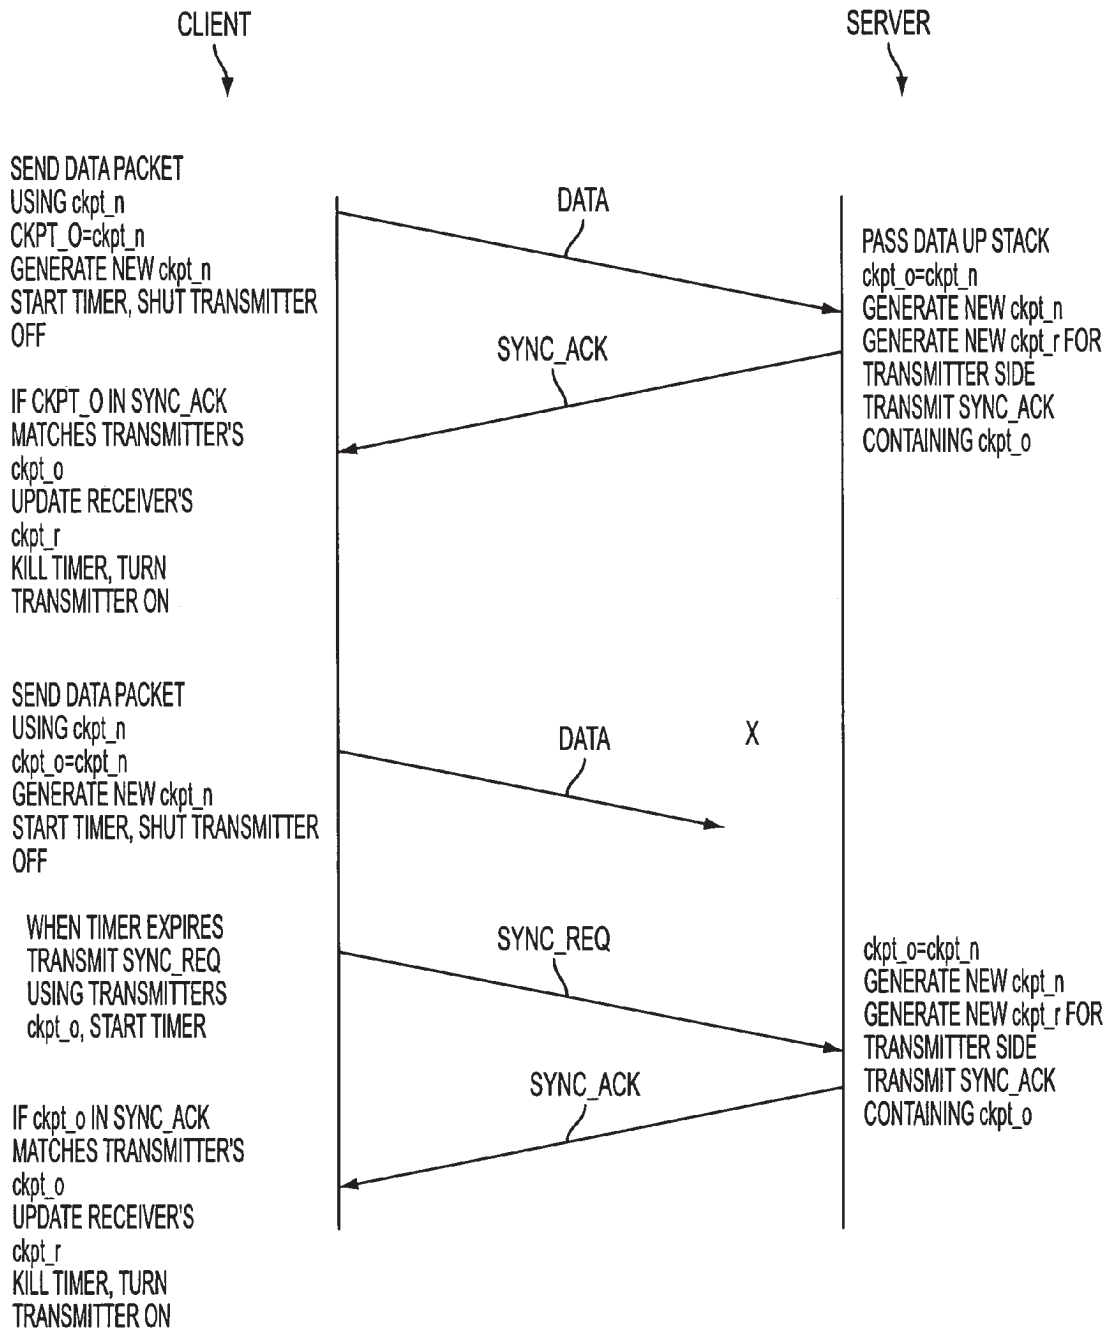 CLIENT
SERVER
SEND DATA PACKET
USING ckpt_n
CKPT_O=ckpt_n
GENERATE NEW ckpt_n
START TIMER, SHUT TRANSMITTER
OFF
DATA
PASS DATA UP STACK
ckpt_o=ckpt_n
GENERATE NEW ckpt_n
GENERATE NEW ckpt_r FOR
TRANSMITTER SIDE
TRANSMIT SYNC_ACK
CONTAINING ckpt_o
SYNC_ACK
IF CKPT_O IN SYNC_ACK
MATCHES TRANSMITTER'S
ckpt_o
UPDATE RECEIVER'S
ckpt_r
KILL TIMER, TURN
TRANSMITTER ON
SEND DATA PACKET
USING ckpt_n
ckpt_o=ckpt_n
GENERATE NEW ckpt_n
START TIMER, SHUT TRANSMITTER
OFF
DATA
X
WHEN TIMER EXPIRES
TRANSMIT SYNC_REQ
USING TRANSMITTERS
ckpt_o, START TIMER
SYNC_REQ
ckpt_o=ckpt_n
GENERATE NEW ckpt_n
GENERATE NEW ckpt_r FOR
TRANSMITTER SIDE
TRANSMIT SYNC_ACK
CONTAINING ckpt_o
SYNC_ACK
IF ckpt_o IN SYNC_ACK
MATCHES TRANSMITTER'S
ckpt_o
UPDATE RECEIVER'S
ckpt_r
KILL TIMER, TURN
TRANSMITTER ON